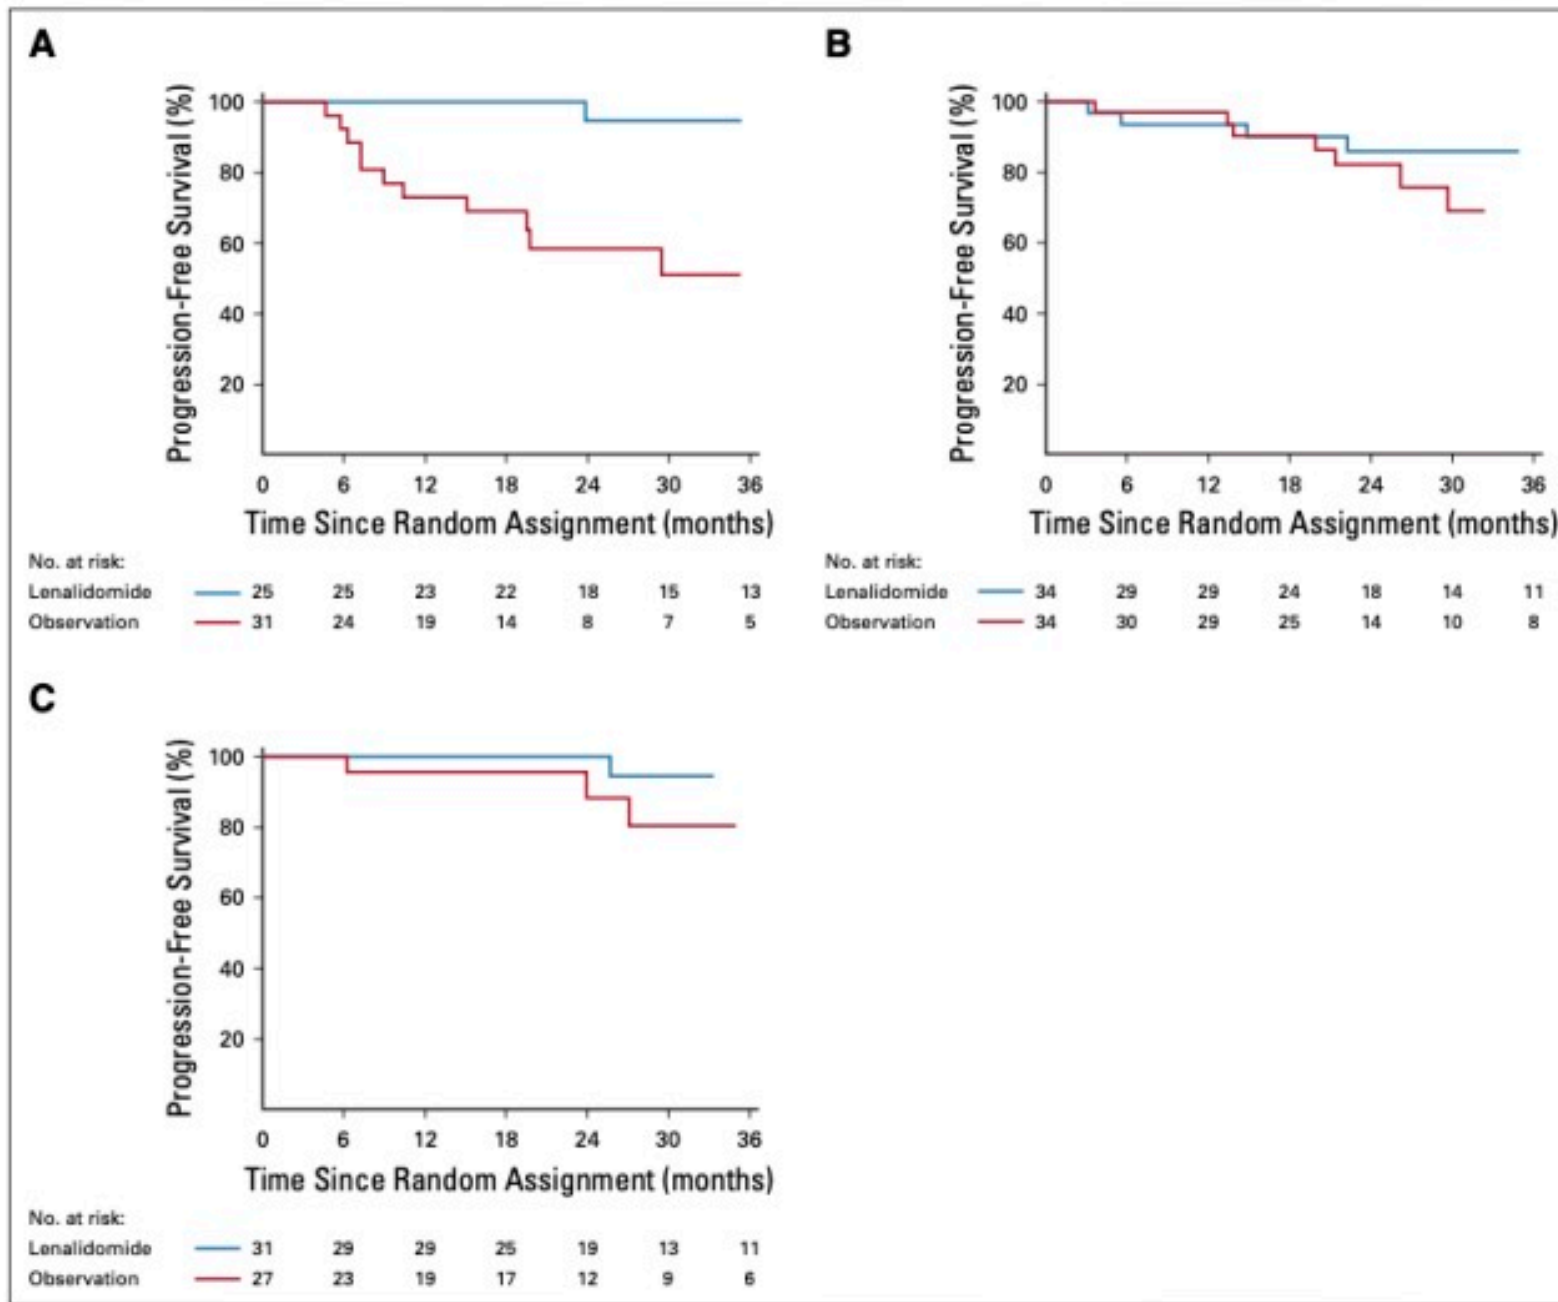 A
Progression-Free Survival (%)
100
80
60
40
20
0 6 12 18 24 30 36
Time Since Random Assignment (months)
No. at risk:
Lenalidomide 25 25 23 22 18 15 13
Observation 31 24 19 14 8 7 5
B
Progression-Free Survival (%)
100
80
60
40
20
0 6 12 18 24 30 36
Time Since Random Assignment (months)
No. at risk:
Lenalidomide 34 29 29 24 18 14 11
Observation 34 30 29 25 14 10 8
C
Progression-Free Survival (%)
100
80
60
40
20
0 6 12 18 24 30 36
Time Since Random Assignment (months)
No. at risk:
Lenalidomide 31 29 29 25 19 13 11
Observation 27 23 19 17 12 9 6